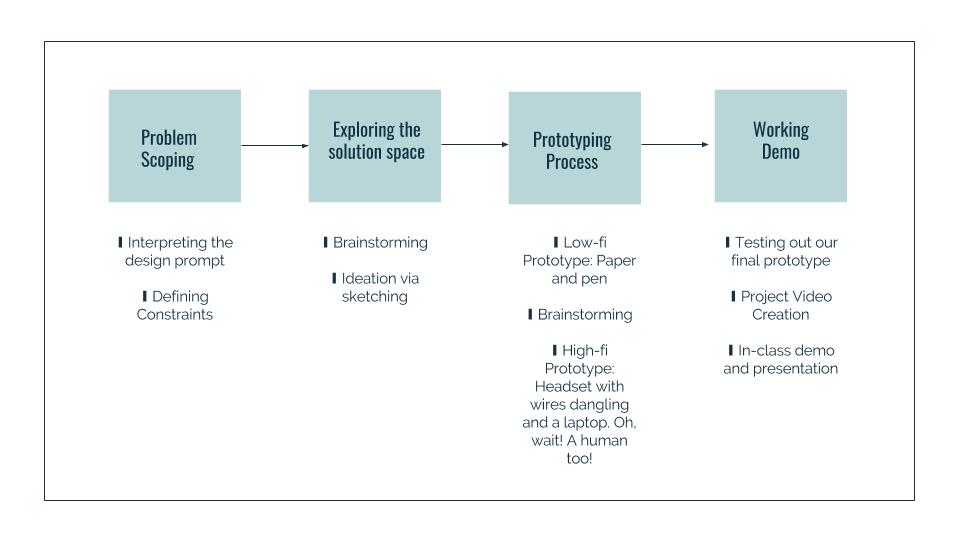 Problem
Scoping
Exploring the
solution space
Prototyping
Process
Working
Demo
Interpreting the
design prompt
Defining
Constraints
Brainstorming
Ideation via
sketching
Low-fi
Prototype: Paper
and pen
Brainstorming
High-fi
Prototype:
Headset with
wires dangling
and a laptop. Oh,
wait! A human
too!
Testing out our
final prototype
Project Video
Creation
In-class demo
and presentation